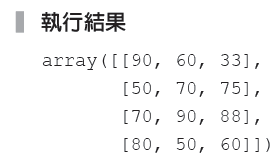 執行結果
array([[90, 60, 33],
[50, 70, 75],
[70, 90, 88],
[80, 50, 60]])